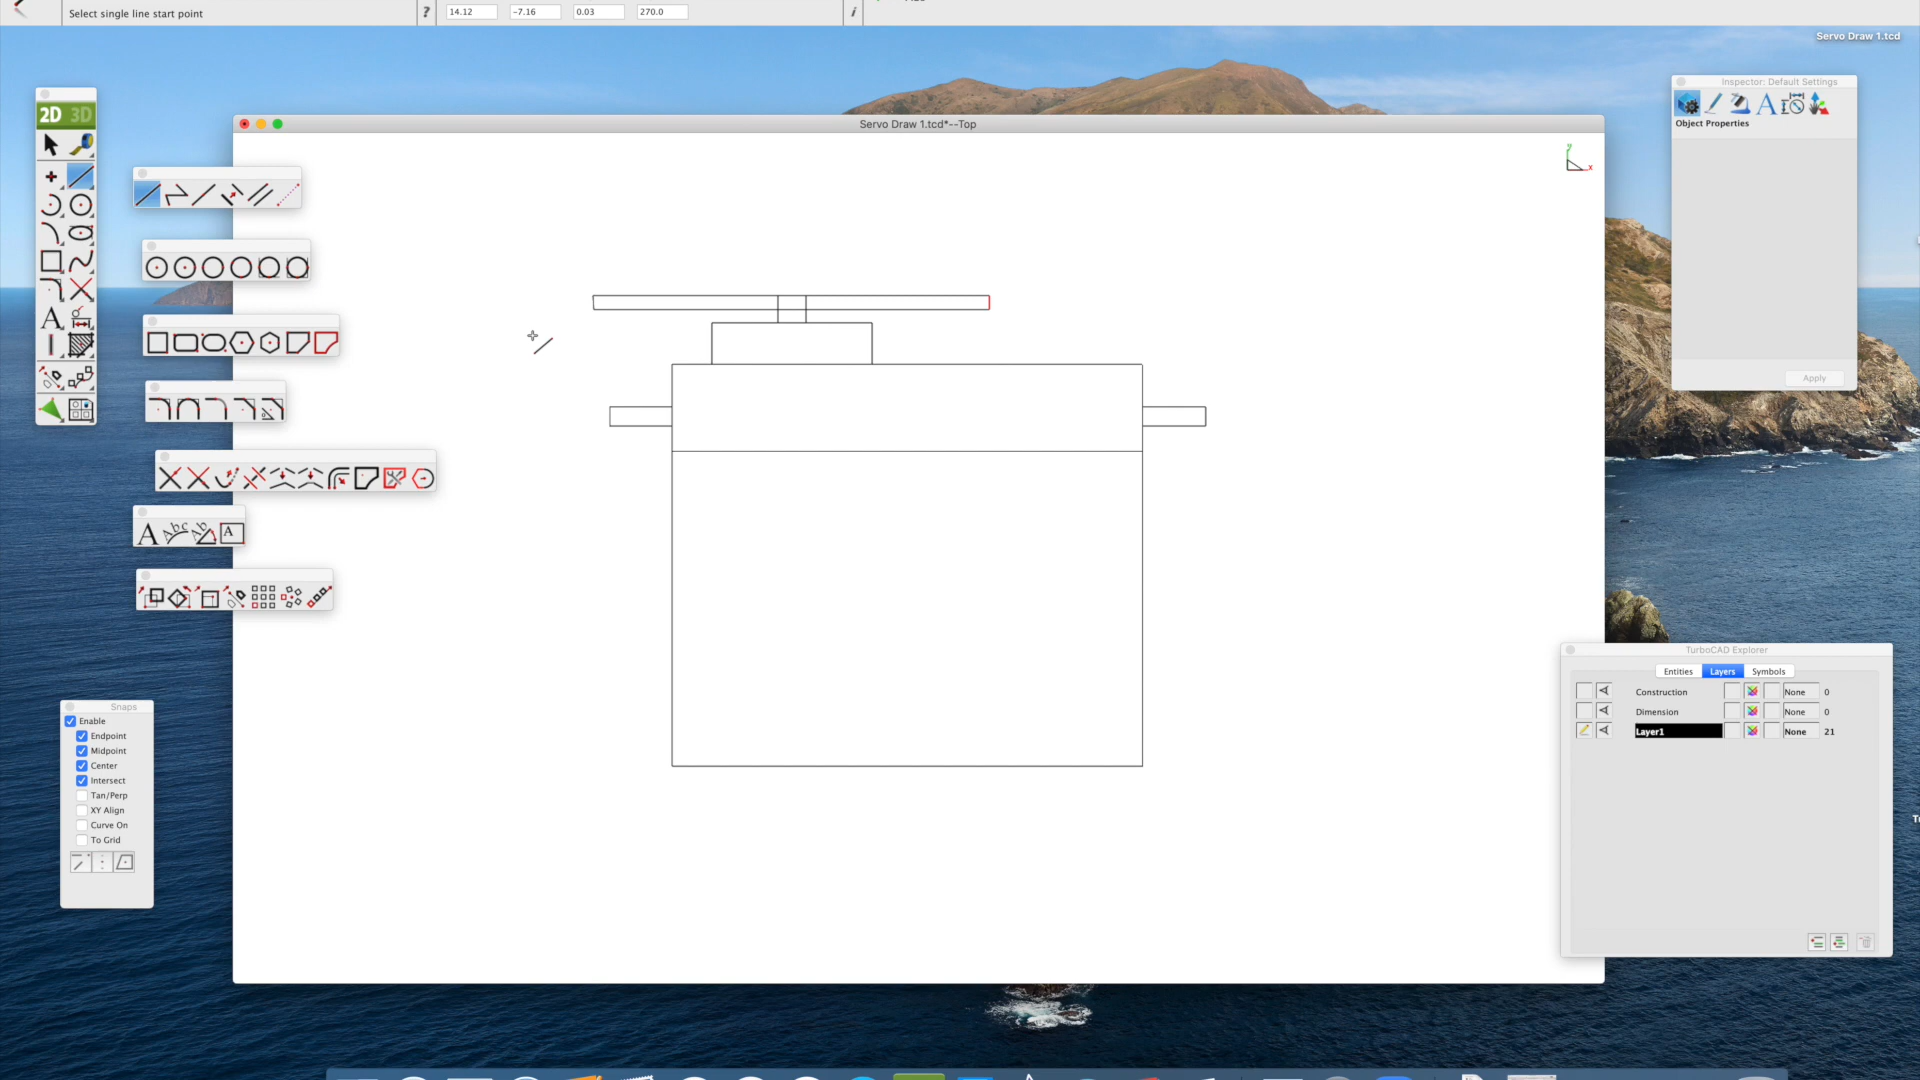 Select single line start point
?
14.12
-7.16
0.03
270.0
i
Servo Draw 1.tcd
2D 3D
Servo Draw 1.tcd*--Top
y
x
Inspector: Default Settings
Object Properties
Apply
TurboCAD Explorer
Entities Layers Symbols
Construction None 0
Dimension None 0
Layer1 None 21
Snaps
Enable
Endpoint
Midpoint
Center
Intersect
Tan/Perp
XY Align
Curve On
To Grid